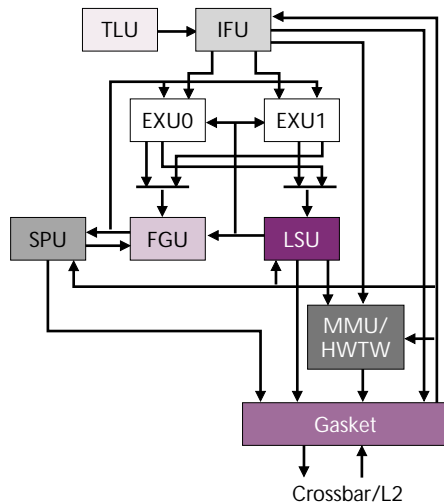 TLU
IFU
EXU0
EXU1
SPU
FGU
LSU
MMU/
HWTW
Gasket
Crossbar/L2